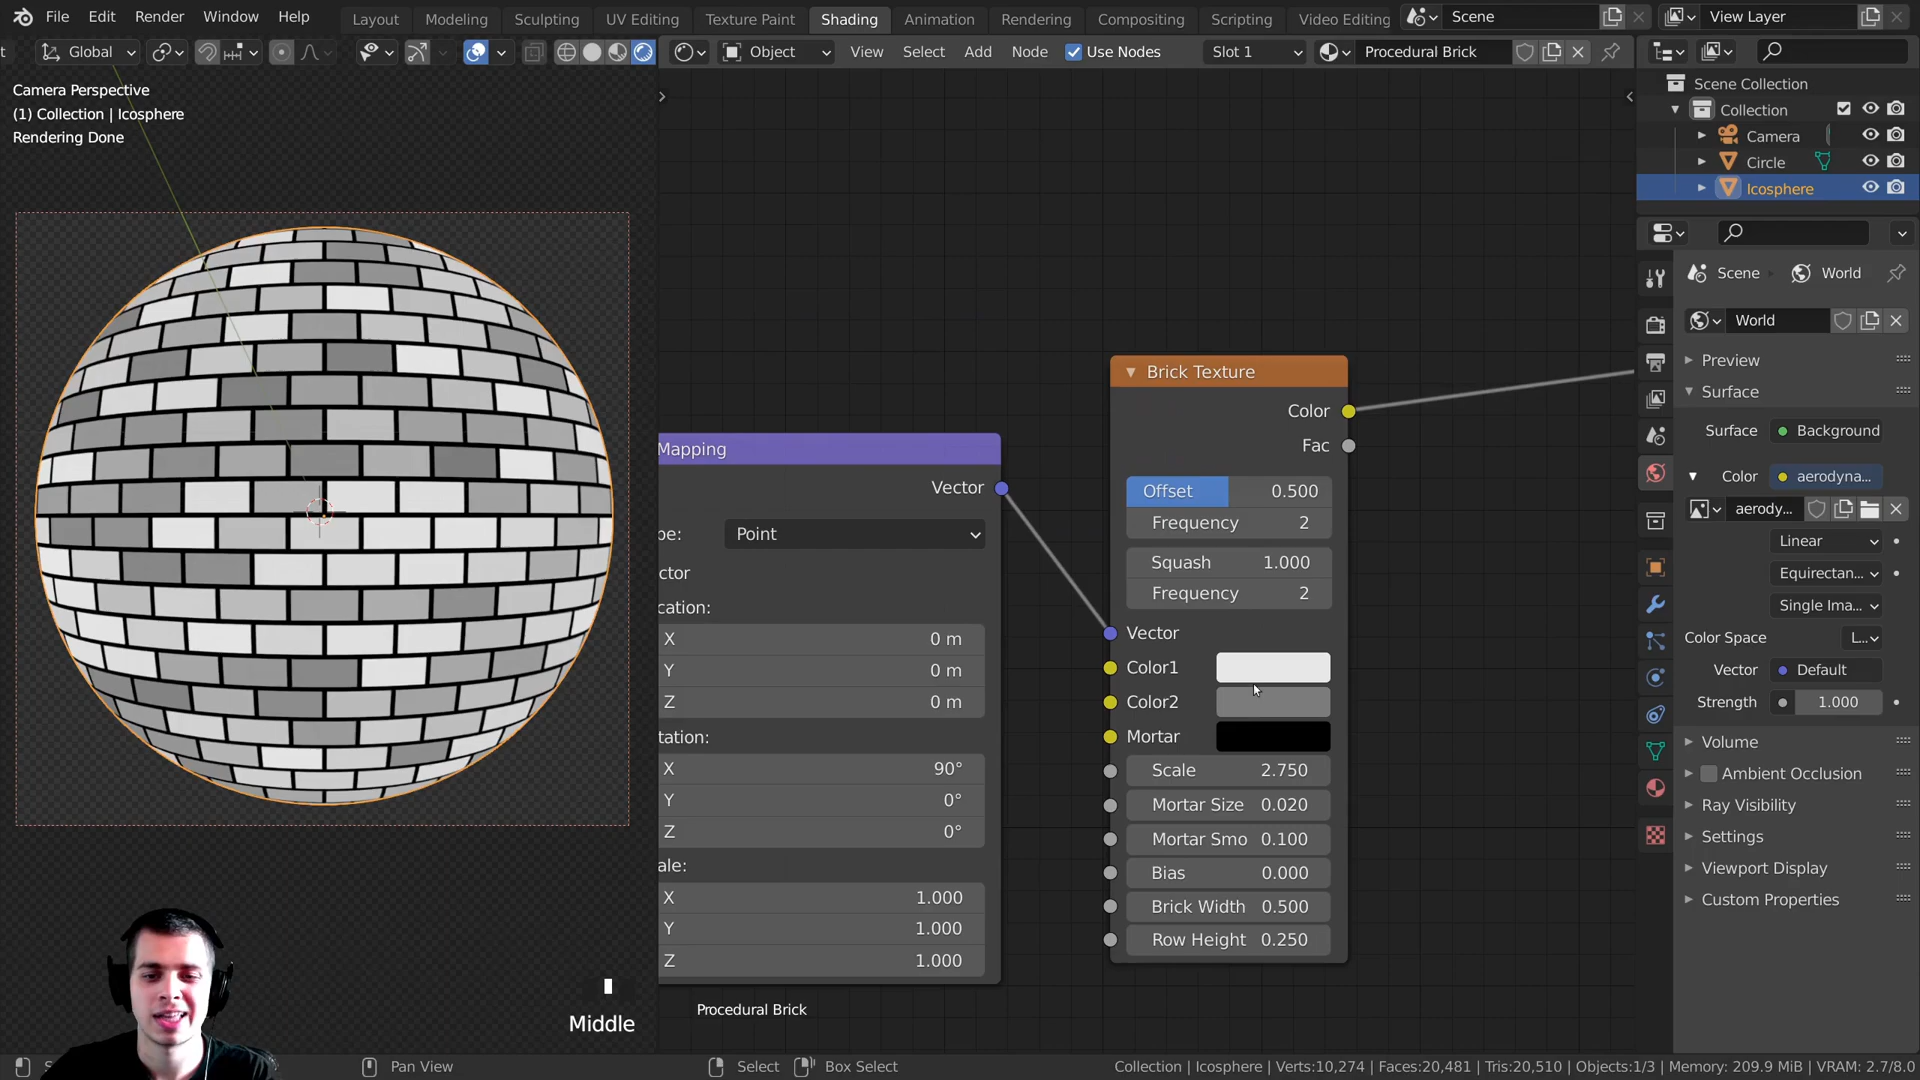 File Edit Render Window Help Layout Modeling Sculpting UV Editing Texture Paint Shading Animation Rendering Compositing Scripting Video Editing Scene View Layer
Global Object View Select Add Node Use Nodes Slot 1 Procedural Brick
Camera Perspective
(1) Collection | Icosphere
Rendering Done
Scene Collection
Collection
Camera
Circle
Icosphere
Scene World
World
Preview
Surface
Surface Background
Color aerodyna...
aerody...
Linear
Equirectan...
Single Ima...
Color Space L...
Vector Default
Strength 1.000
Volume
Ambient Occlusion
Ray Visibility
Settings
Viewport Display
Custom Properties
Mapping
Vector
pe: Point
ctor
cation:
X 0 m
Y 0 m
Z 0 m
tation:
X 90°
Y 0°
Z 0°
ale:
X 1.000
Y 1.000
Z 1.000
Brick Texture
Color
Fac
Offset 0.500
Frequency 2
Squash 1.000
Frequency 2
Vector
Color1
Color2
Mortar
Scale 2.750
Mortar Size 0.020
Mortar Smo 0.100
Bias 0.000
Brick Width 0.500
Row Height 0.250
Procedural Brick
Middle
Pan View Select Box Select Collection | Icosphere | Verts:10,274 | Faces:20,481 | Tris:20,510 | Objects:1/3 | Memory: 209.9 MiB | VRAM: 2.7/8.0